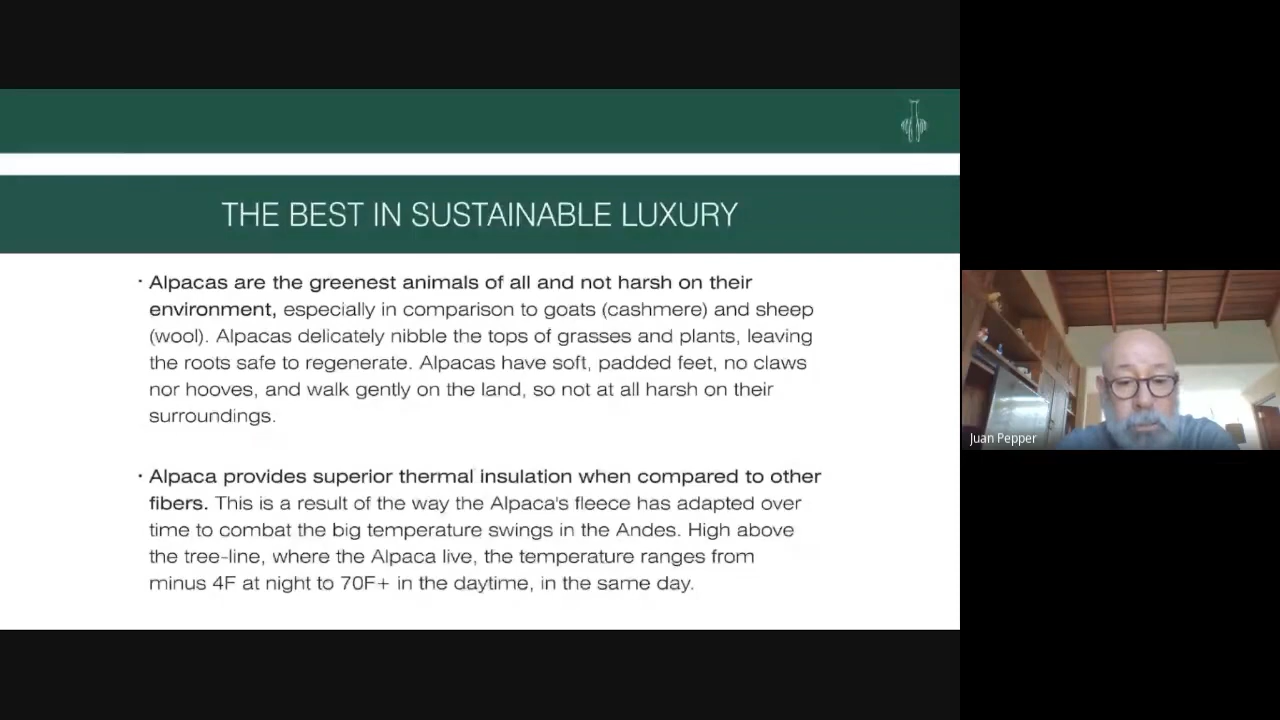 THE BEST IN SUSTAINABLE LUXURY
· Alpacas are the greenest animals of all and not harsh on their
environment, especially in comparison to goats (cashmere) and sheep
(wool). Alpacas delicately nibble the tops of grasses and plants, leaving
the roots safe to regenerate. Alpacas have soft, padded feet, no claws
nor hooves, and walk gently on the land, so not at all harsh on their
surroundings.
· Alpaca provides superior thermal insulation when compared to other
fibers. This is a result of the way the Alpaca's fleece has adapted over
time to combat the big temperature swings in the Andes. High above
the tree-line, where the Alpaca live, the temperature ranges from
minus 4F at night to 70F+ in the daytime, in the same day.
Juan Pepper